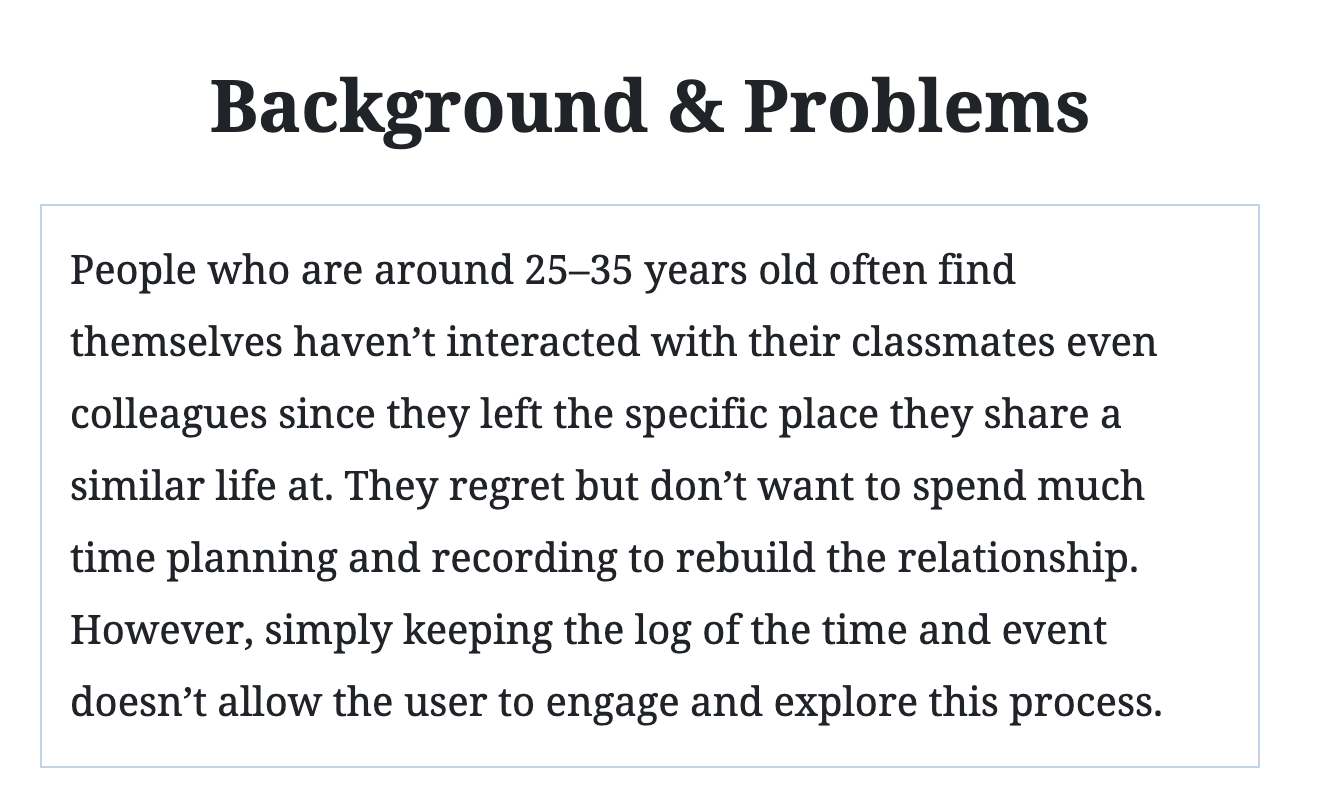 Background & Problems
People who are around 25–35 years old often find
themselves haven’t interacted with their classmates even
colleagues since they left the specific place they share a
similar life at. They regret but don’t want to spend much
time planning and recording to rebuild the relationship.
However, simply keeping the log of the time and event
doesn’t allow the user to engage and explore this process.